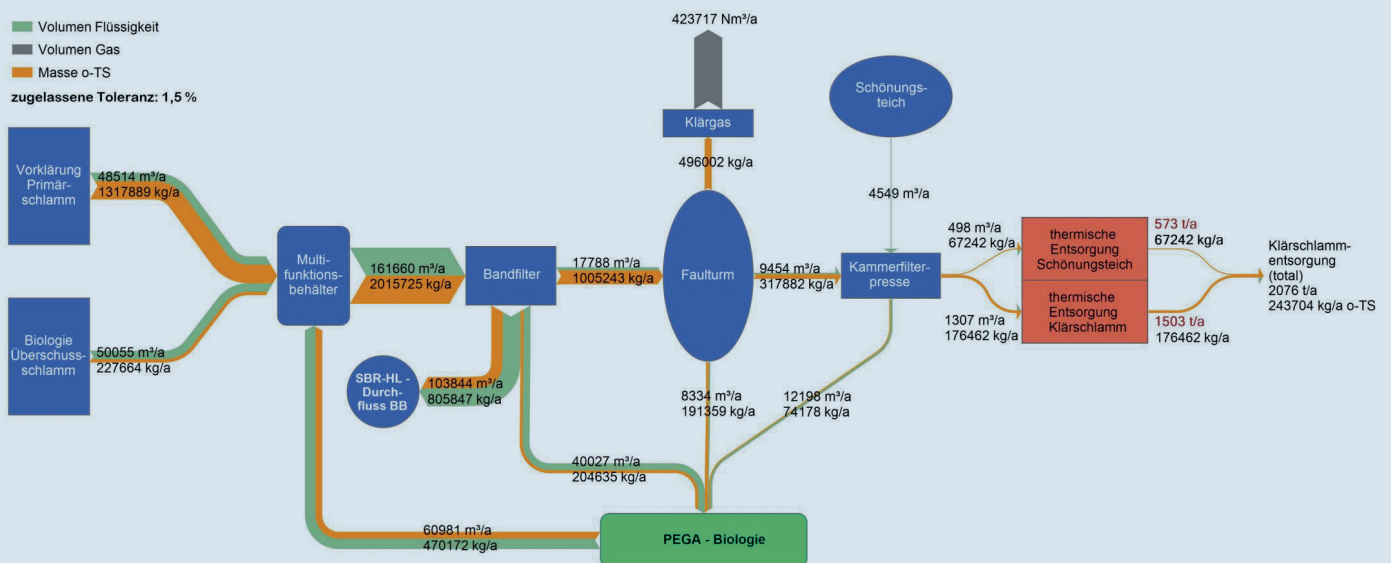 Volumen Flüssigkeit
Volumen Gas
Masse o-TS
zugelassene Toleranz: 1,5 %
423717 Nm³/a
Klärgas
496002 kg/a
Schönungs-
teich
4549 m³/a
Vorklärung
Primär-
schlamm
48514 m³/a
1317889 kg/a
Biologie
Überschuss-
schlamm
50055 m³/a
227664 kg/a
Multi-
funktions-
behälter
161660 m³/a
2015725 kg/a
Bandfilter
17788 m³/a
1005243 kg/a
Faulturm
9454 m³/a
317882 kg/a
Kammerfilter-
presse
498 m³/a
67242 kg/a
1307 m³/a
176462 kg/a
thermische
Entsorgung
Schönungsteich
thermische
Entsorgung
Klärschlamm
573 t/a
67242 kg/a
1503 t/a
176462 kg/a
Klärschlamm-
entsorgung
(total)
2076 t/a
243704 kg/a o-TS
SBR-HL -
Durch-
fluss BB
103844 m³/a
805847 kg/a
8334 m³/a
191359 kg/a
12198 m³/a
74178 kg/a
40027 m³/a
204635 kg/a
60981 m³/a
470172 kg/a
PEGA - Biologie